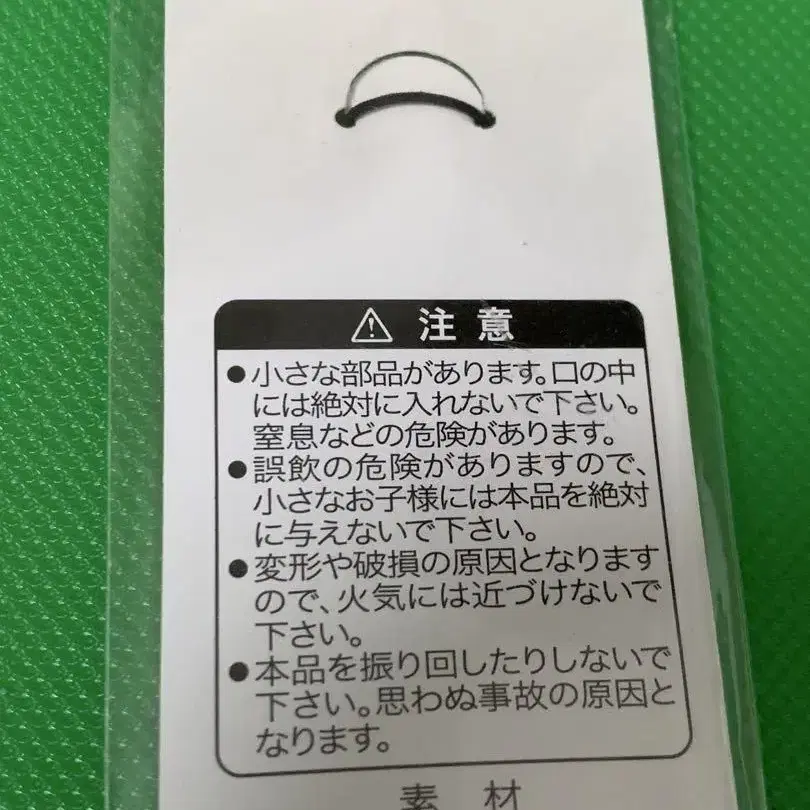 ⚠ 注意
● 小さな部品があります。口の中
には絶対に入れないで下さい。
窒息などの危険があります。
● 誤飲の危険がありますので、
小さなお子様には本品を絶対
に与えないで下さい。
● 変形や破損の原因となります
ので、火気には近づけないで
下さい。
● 本品を振り回したりしないで
下さい。思わぬ事故の原因と
なります。
素材